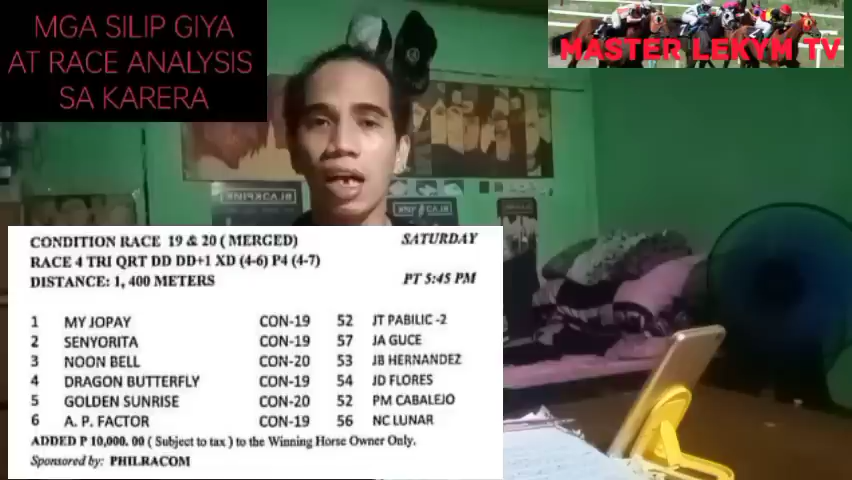 MGA SILIP GIYA
AT RACE ANALYSIS
SA KARERA
MASTER LEKYM TV
BLACKPINK
BLACKPINK
CONDITION RACE 19 & 20 ( MERGED) SATURDAY
RACE 4 TRI QRT DD DD+1 XD (4-6) P4 (4-7)
DISTANCE: 1, 400 METERS PT 5:45 PM
1 MY JOPAY CON-19 52 JT PABILIC -2
2 SENYORITA CON-19 57 JA GUCE
3 NOON BELL CON-20 53 JB HERNANDEZ
4 DRAGON BUTTERFLY CON-19 54 JD FLORES
5 GOLDEN SUNRISE CON-20 52 PM CABALEJO
6 A. P. FACTOR CON-19 56 NC LUNAR
ADDED P 10,000. 00 ( Subject to tax ) to the Winning Horse Owner Only.
Sponsored by: PHILRACOM